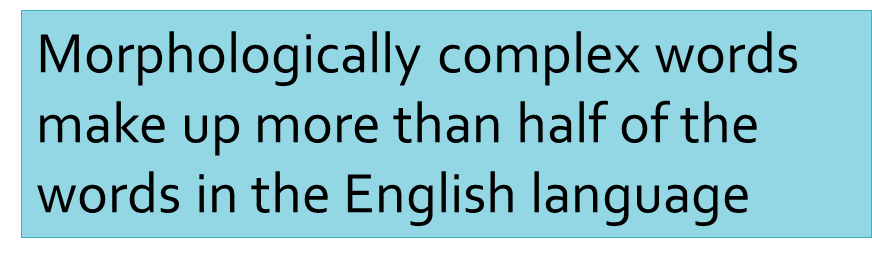 Morphologically complex words
make up more than half of the
words in the English language